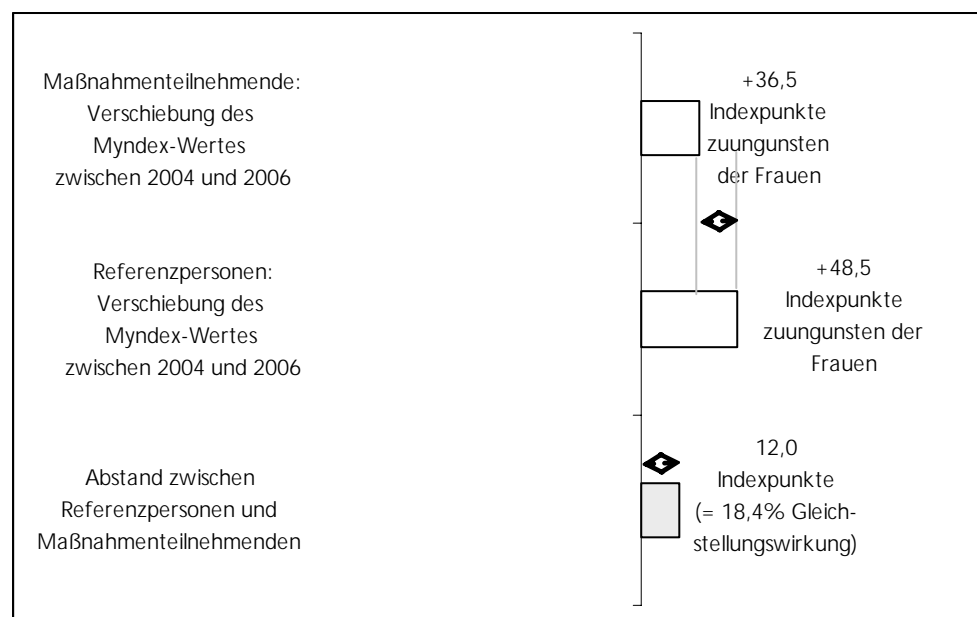 Maßnahmenteilnehmende:
Verschiebung des
Myndex-Wertes
zwischen 2004 und 2006
+36,5
Indexpunkte
zuungunsten
der Frauen
Referenzpersonen:
Verschiebung des
Myndex-Wertes
zwischen 2004 und 2006
+48,5
Indexpunkte
zuungunsten der
Frauen
Abstand zwischen
Referenzpersonen und
Maßnahmenteilnehmenden
12,0
Indexpunkte
(= 18,4% Gleich-
stellungswirkung)